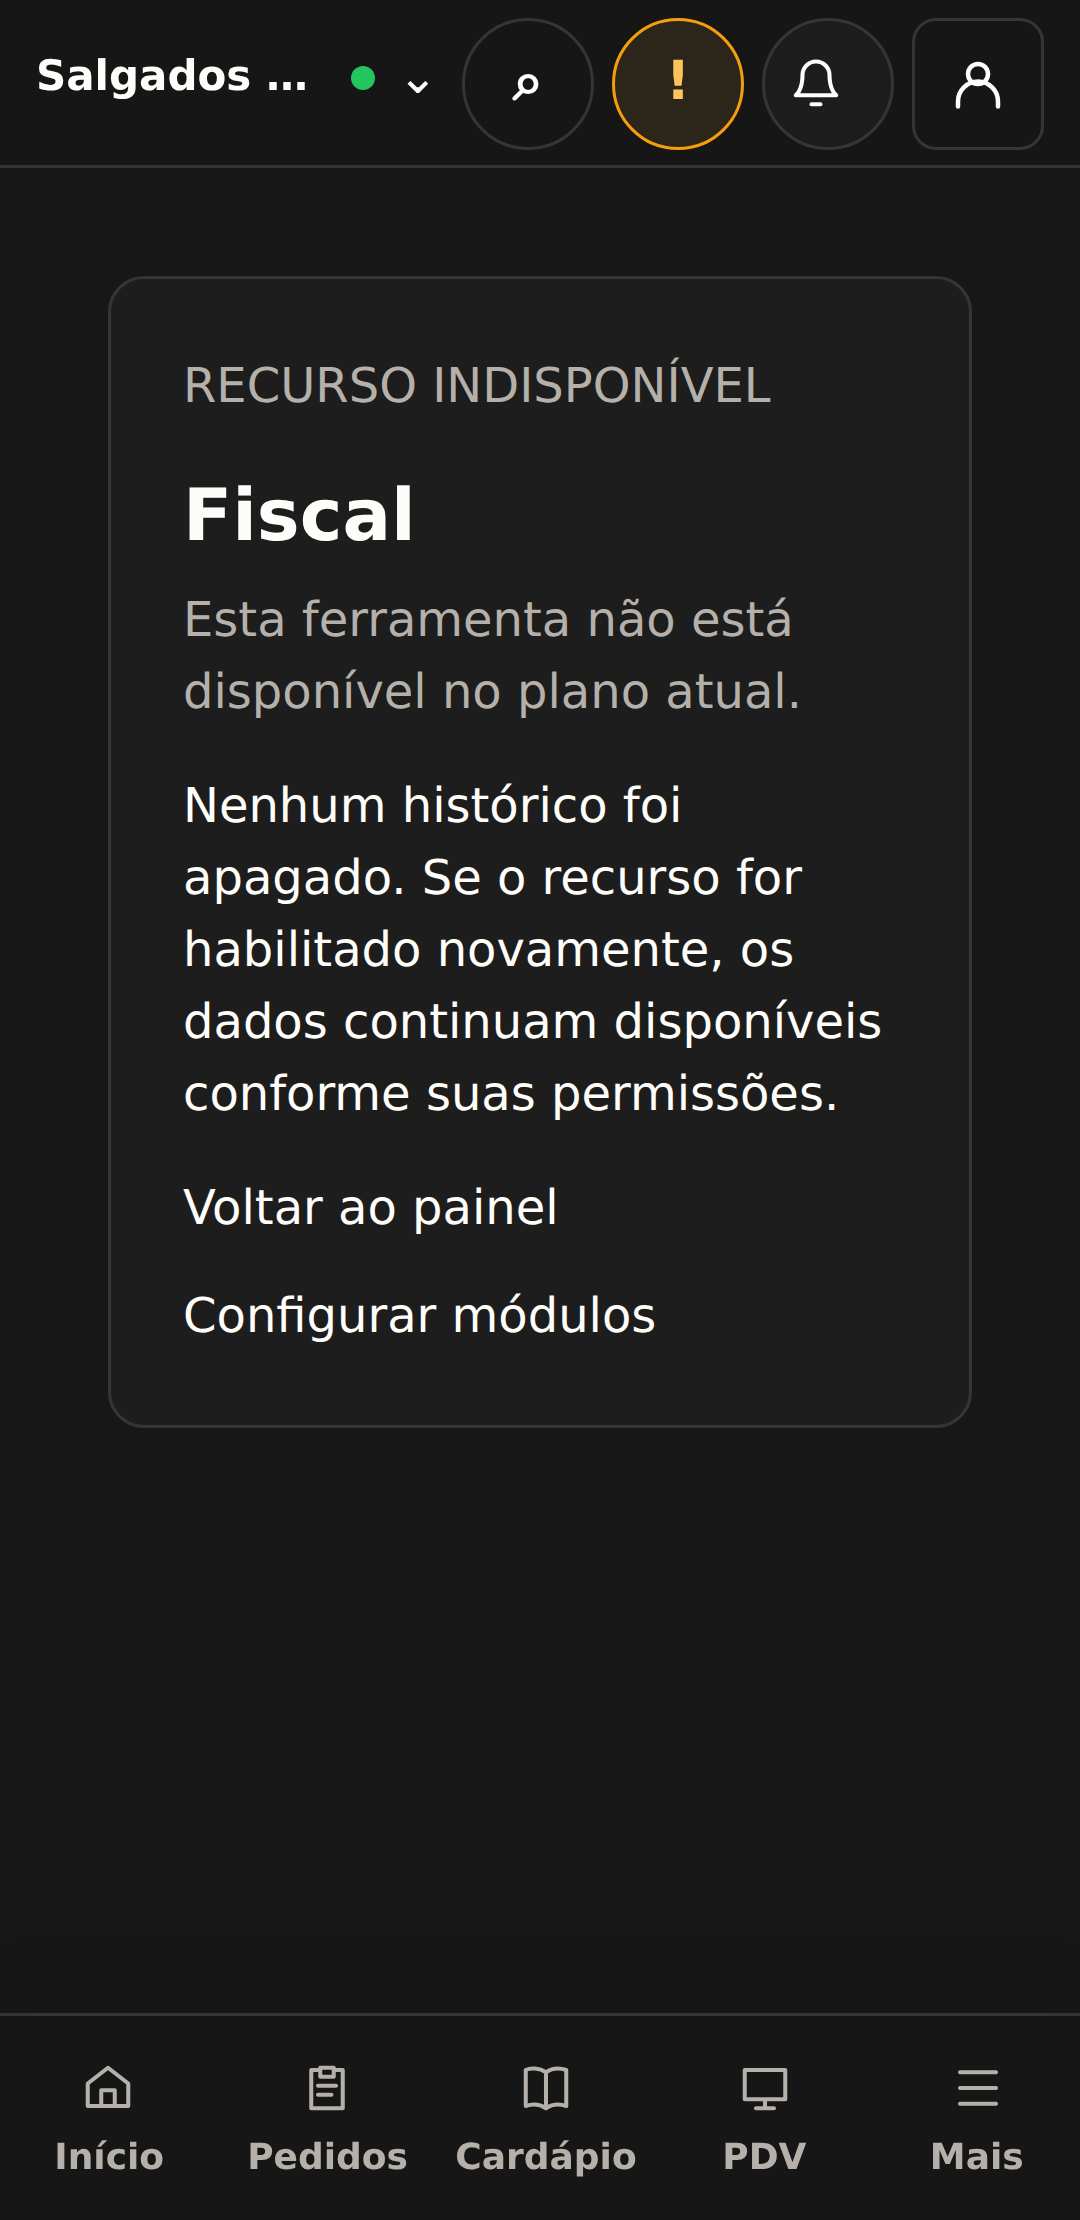 Salgados ...
!
RECURSO INDISPONÍVEL
Fiscal
Esta ferramenta não está
disponível no plano atual.
Nenhum histórico foi
apagado. Se o recurso for
habilitado novamente, os
dados continuam disponíveis
conforme suas permissões.
Voltar ao painel
Configurar módulos
Início
Pedidos
Cardápio
PDV
Mais